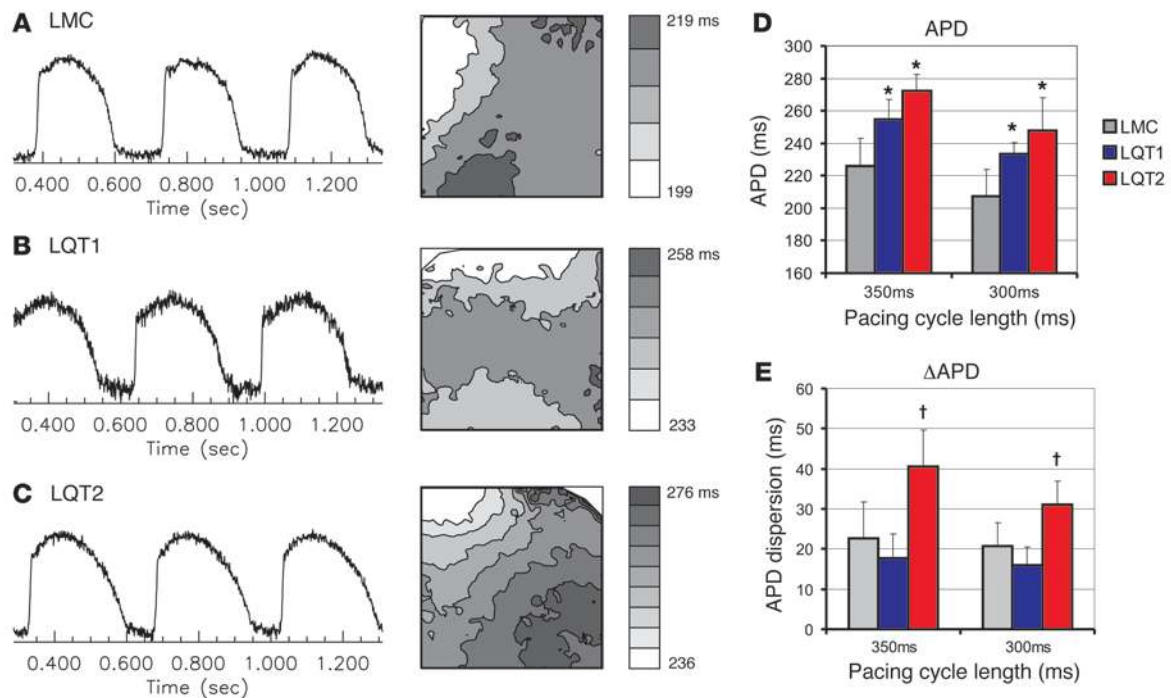 A LMC
0.400 0.600 0.800 1.000 1.200
Time (sec)
219 ms
199
B LQT1
0.400 0.600 0.800 1.000 1.200
Time (sec)
258 ms
233
C LQT2
0.400 0.600 0.800 1.000 1.200
Time (sec)
276 ms
236
D APD
APD (ms)
300
280
260
240
220
200
180
160
* * * *
350ms 300ms
Pacing cycle length (ms)
LMC
LQT1
LQT2
E ΔAPD
APD dispersion (ms)
60
50
40
30
20
10
0
† †
350ms 300ms
Pacing cycle length (ms)